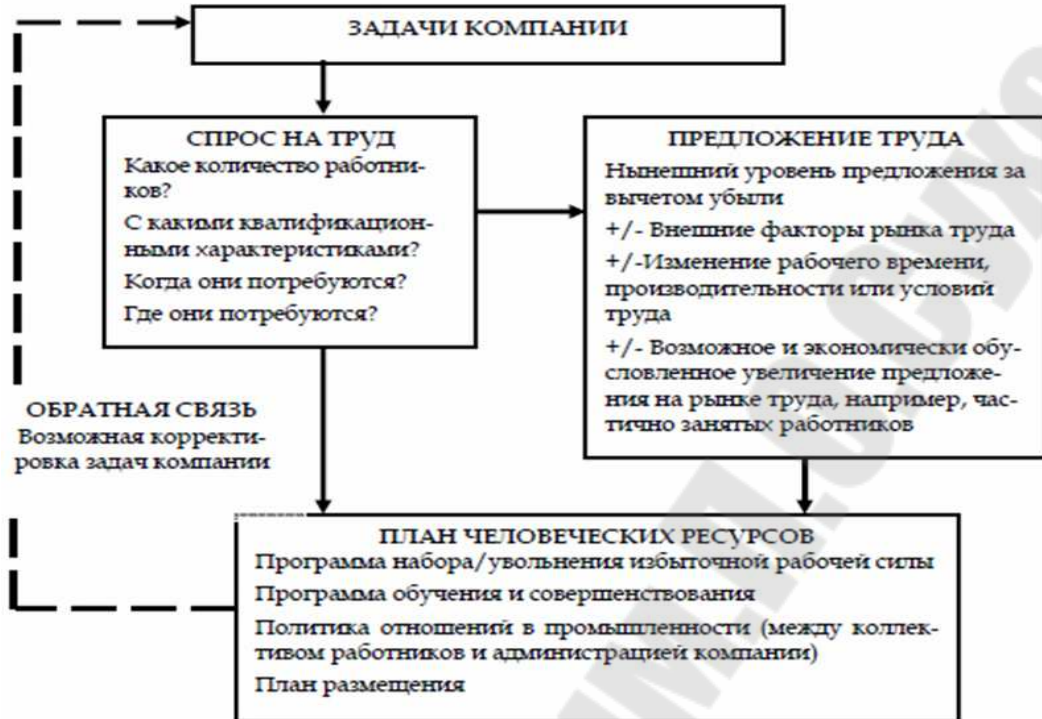 ЗАДАЧИ КОМПАНИИ
СПРОС НА ТРУД
Какое количество работни-
ков?
С какими квалификацион-
ными характеристиками?
Когда они потребуются?
Где они потребуются?
ПРЕДЛОЖЕНИЕ ТРУДА
Нынешний уровень предложения за
вычетом убыли
+/- Внешние факторы рынка труда
+/-Изменение рабочего времени,
производительности или условий
труда
+/- Возможное и экономически обу-
словленное увеличение предложе-
ния на рынке труда, например, час-
тично занятых работников
ОБРАТНАЯ СВЯЗЬ
Возможная корректи-
ровка задач компании
ПЛАН ЧЕЛОВЕЧЕСКИХ РЕСУРСОВ
Программа набора/увольнения избыточной рабочей силы
Программа обучения и совершенствования
Политика отношений в промышленности (между коллек-
тивом работников и администрацией компании)
План размещения